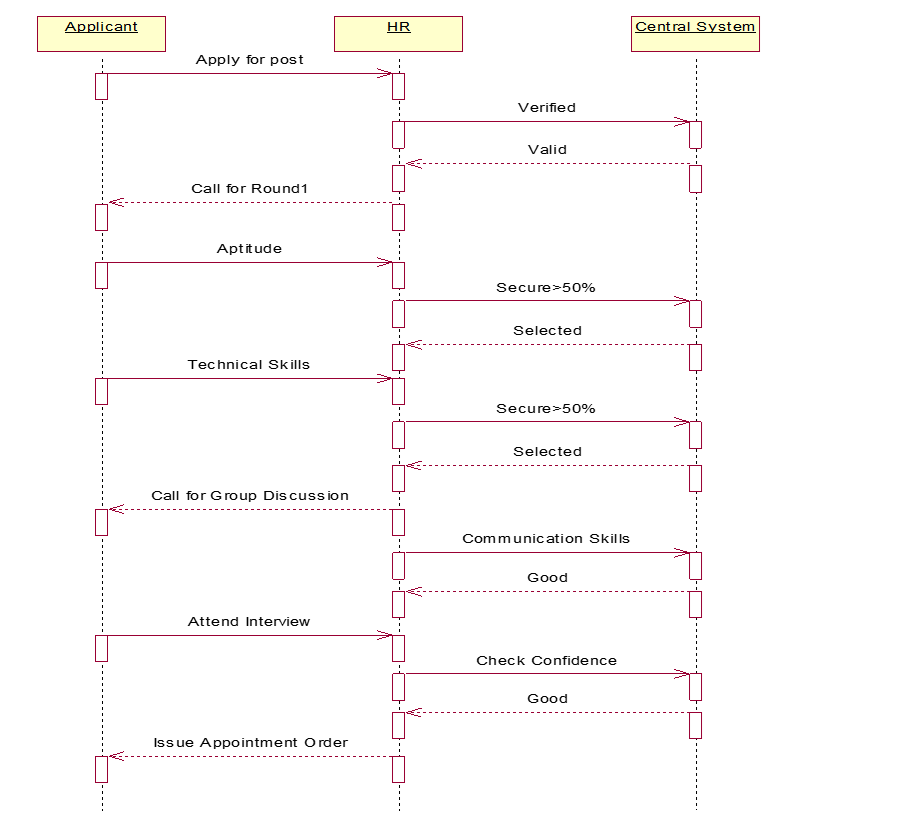 Applicant
HR
Central System
Apply for post
Verified
Valid
Call for Round1
Aptitude
Secure>50%
Selected
Technical Skills
Secure>50%
Selected
Call for Group Discussion
Communication Skills
Good
Attend Interview
Check Confidence
Good
Issue Appointment Order